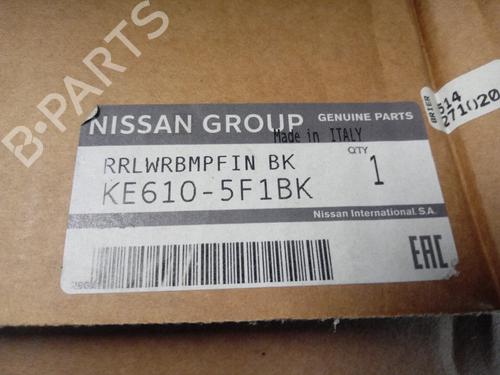 B-PARTS
NISSAN GROUP
GENUINE PARTS
Made in ITALY
RRLWRBMPFIN BK
QTY
KE610-5F1BK
1
Nissan International. S.A.
EAC
514
271020